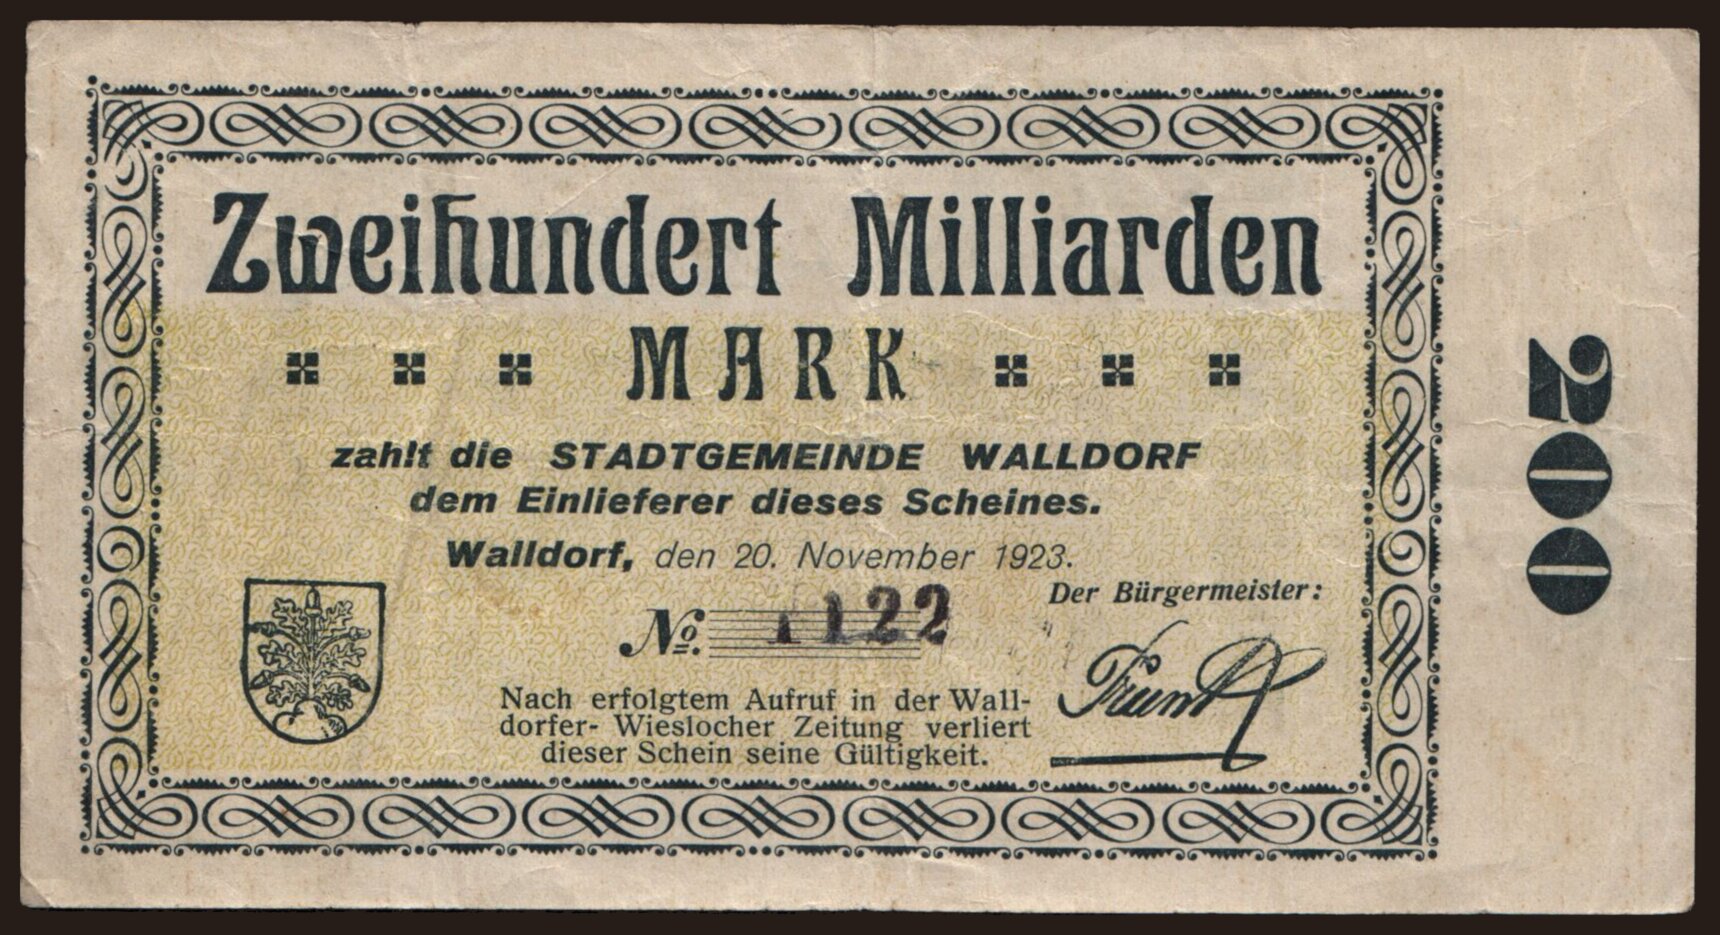 Zweihundert Milliarden
MARK
zahlt die STADTGEMEINDE WALLDORF
dem Einlieferer dieses Scheines.
Walldorf, den 20. November 1923.
Der Bürgermeister:
No. 1122
Nach erfolgtem Aufruf in der Wall-
dorfer- Wieslocher Zeitung verliert
dieser Schein seine Gültigkeit.
200